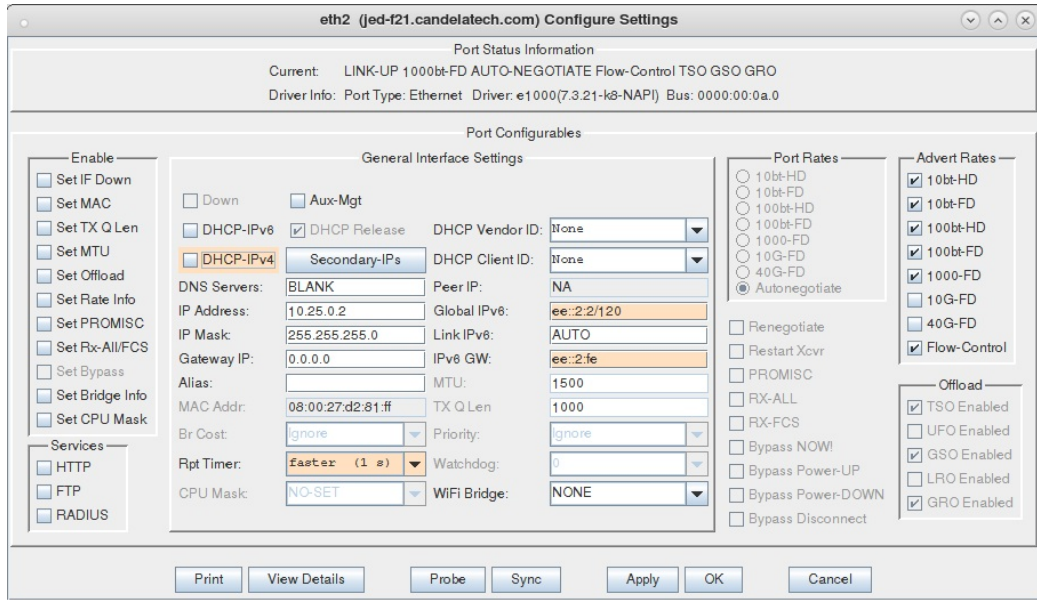 eth2 (jed-f21.candelatech.com) Configure Settings
Port Status Information
Current: LINK-UP 1000bt-FD AUTO-NEGOTIATE Flow-Control TSO GSO GRO
Driver Info: Port Type: Ethernet Driver: e1000(7.3.21-k8-NAPI) Bus: 0000:00:0a.0
Port Configurables
Enable
Set IF Down
Set MAC
Set TX Q Len
Set MTU
Set Offload
Set Rate Info
Set PROMISC
Set Rx-All/FCS
Set Bypass
Set Bridge Info
Set CPU Mask
Services
HTTP
FTP
RADIUS
General Interface Settings
Down Aux-Mgt
DHCP-IPv6 DHCP Release DHCP Vendor ID: None
DHCP-IPv4 Secondary-IPs DHCP Client ID: None
DNS Servers: BLANK Peer IP: NA
IP Address: 10.25.0.2 Global IPv6: ee::2:2/120
IP Mask: 255.255.255.0 Link IPv6: AUTO
Gateway IP: 0.0.0.0 IPv6 GW: ee::2:fe
Alias: MTU: 1500
MAC Addr: 08:00:27:d2:81:ff TX Q Len 1000
Br Cost: Ignore Priority: Ignore
Rpt Timer: faster (1 s) Watchdog: 0
CPU Mask: NO-SET WiFi Bridge: NONE
Port Rates
10bt-HD
10bt-FD
100bt-HD
100bt-FD
1000-FD
10G-FD
40G-FD
Autonegotiate
Renegotiate
Restart Xcvr
PROMISC
RX-ALL
RX-FCS
Bypass NOW!
Bypass Power-UP
Bypass Power-DOWN
Bypass Disconnect
Advert Rates
10bt-HD
10bt-FD
100bt-HD
100bt-FD
1000-FD
10G-FD
40G-FD
Flow-Control
Offload
TSO Enabled
UFO Enabled
GSO Enabled
LRO Enabled
GRO Enabled
Print View Details Probe Sync Apply OK Cancel